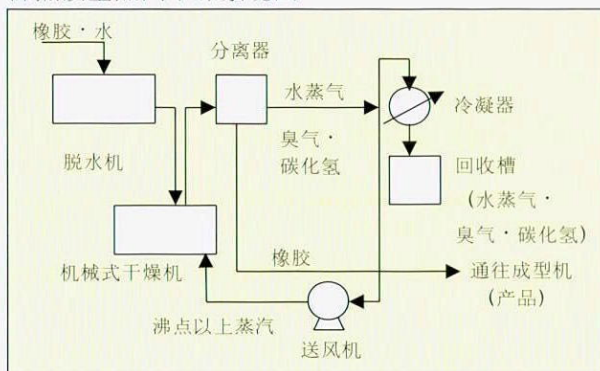 橡胶·水
分离器
水蒸气
冷凝器
脱水机
臭气·
碳化氢
回收槽
(水蒸气·
臭气·碳化氢)
机械式干燥机
橡胶
通往成型机
(产品)
沸点以上蒸汽
送风机